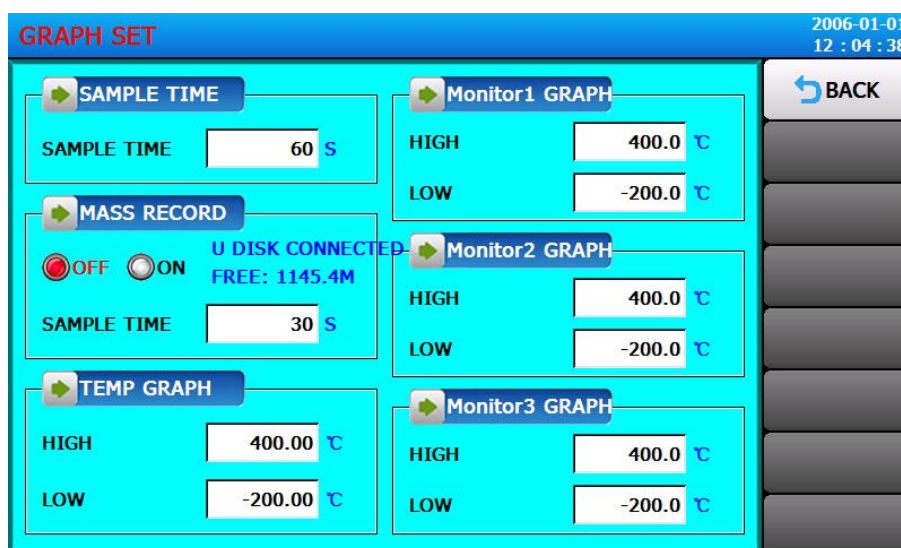 GRAPH SET
2006-01-01
12 : 04 : 38
BACK
SAMPLE TIME
SAMPLE TIME 60 S
MASS RECORD
OFF ON
U DISK CONNECTED
FREE: 1145.4M
SAMPLE TIME 30 S
TEMP GRAPH
HIGH 400.00 ℃
LOW -200.00 ℃
Monitor1 GRAPH
HIGH 400.0 ℃
LOW -200.0 ℃
Monitor2 GRAPH
HIGH 400.0 ℃
LOW -200.0 ℃
Monitor3 GRAPH
HIGH 400.0 ℃
LOW -200.0 ℃